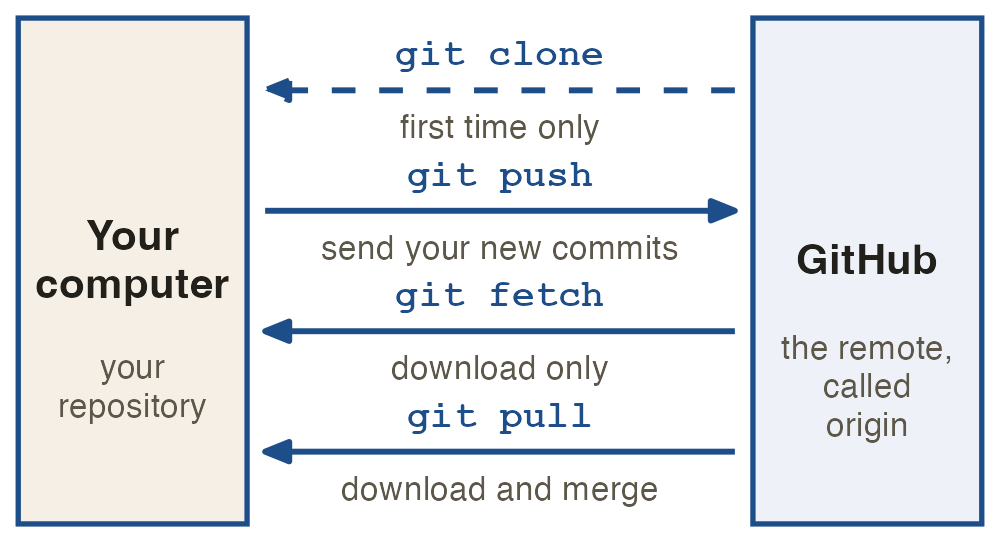 git clone
first time only
git push
send your new commits
git fetch
download only
git pull
download and merge
Your
computer
your
repository
GitHub
the remote,
called
origin